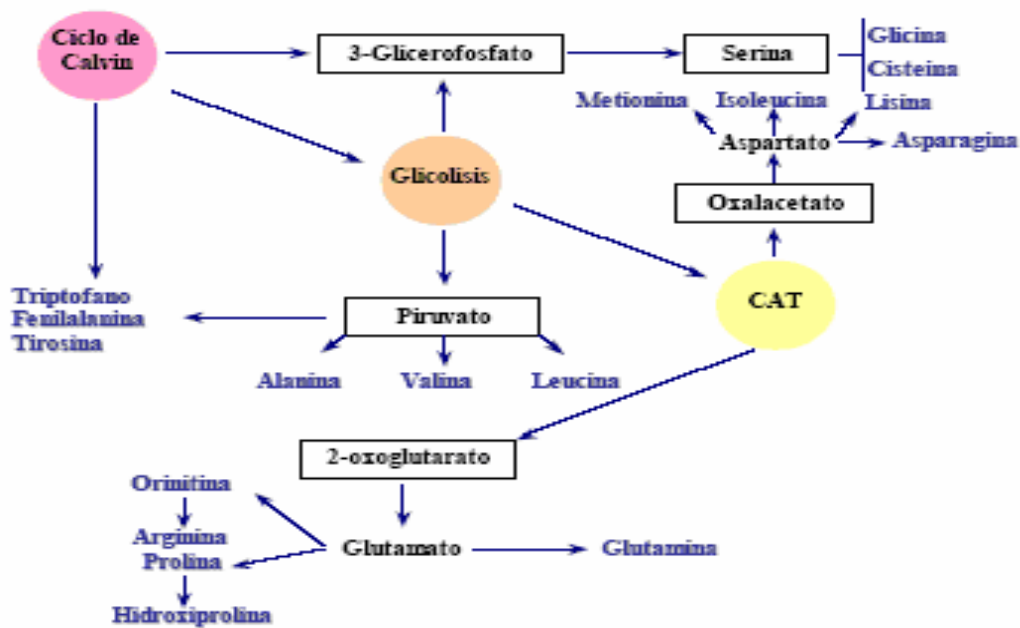 Ciclo de
Calvin
3-Glicerofosfato
Serina
Glicina
Cisteina
Metionina
Isoleucina
Lisina
Aspartato
Asparagina
Glicolisis
Oxalacetato
CAT
Triptofano
Fenilalanina
Tirosina
Piruvato
Alanina
Valina
Leucina
2-oxoglutarato
Orinitina
Arginina
Prolina
Glutamato
Glutamina
Hidroxiprolina